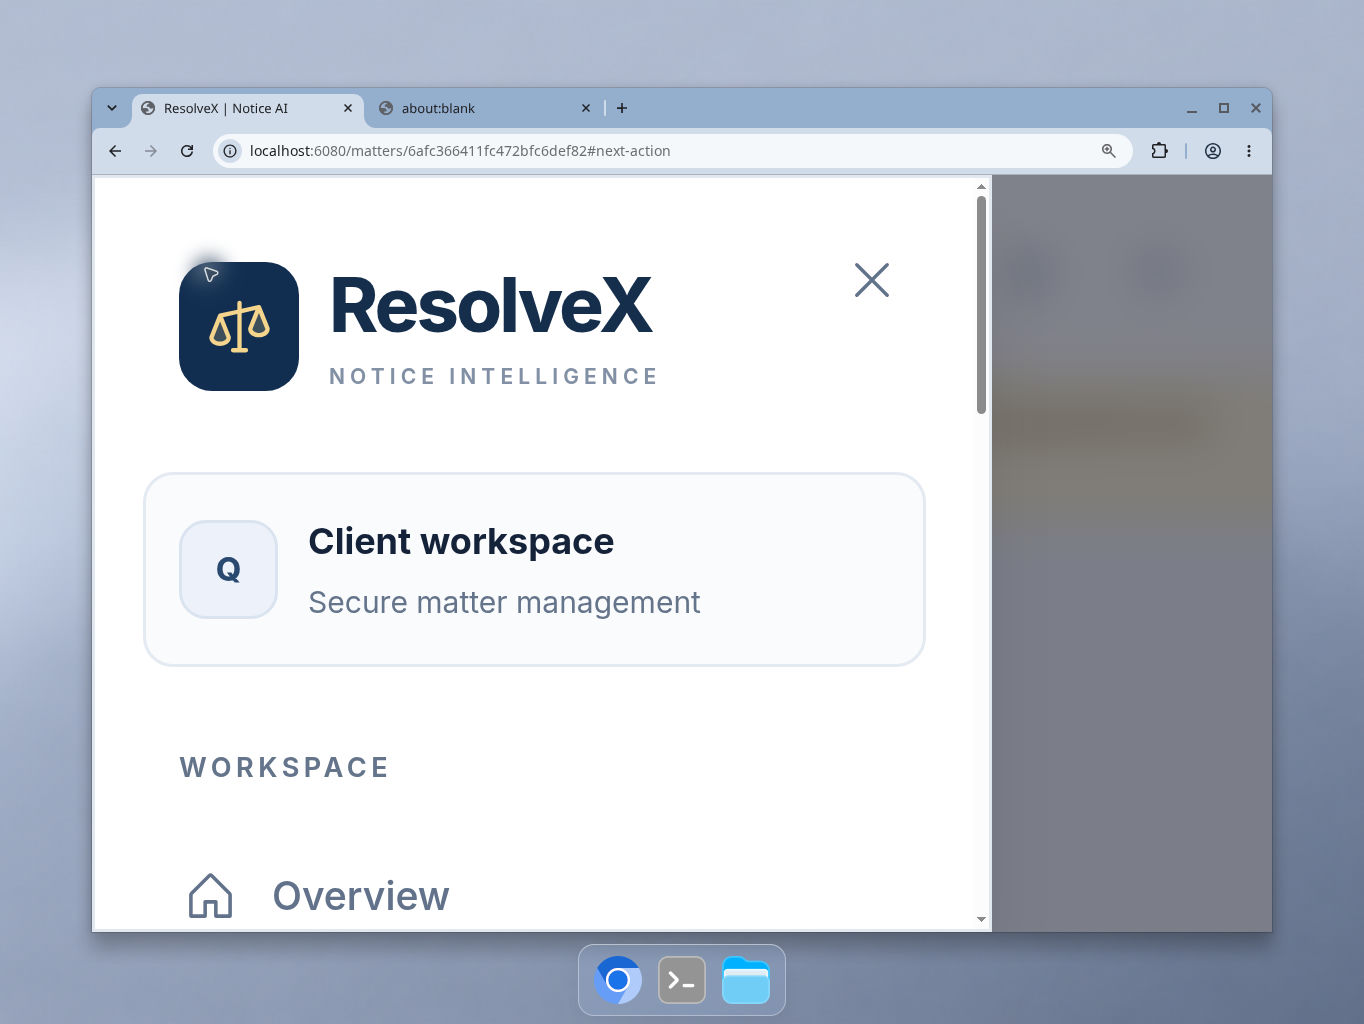 ResolveX | Notice AI
about:blank
localhost:6080/matters/6afc366411fc472bfc6def82#next-action
ResolveX
NOTICE INTELLIGENCE
Q
Client workspace
Secure matter management
WORKSPACE
Overview